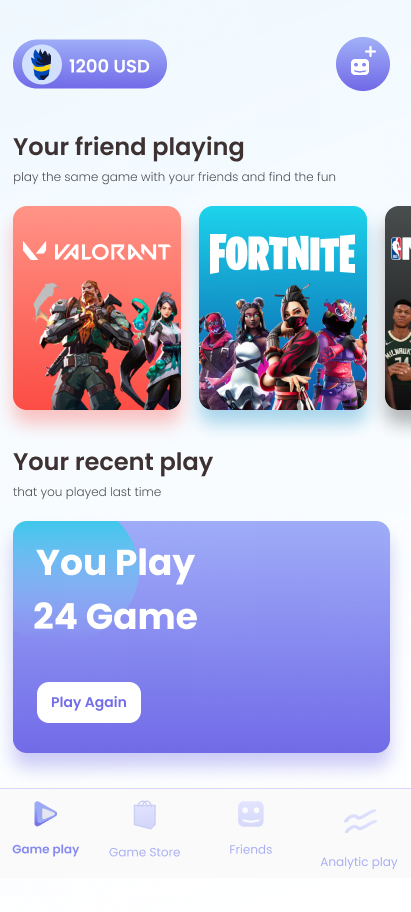 1200 USD
Your friend playing
play the same game with your friends and find the fun
VALORANT
FORTNITE
Your recent play
that you played last time
You Play
24 Game
Play Again
Game play
Game Store
Friends
Analytic play